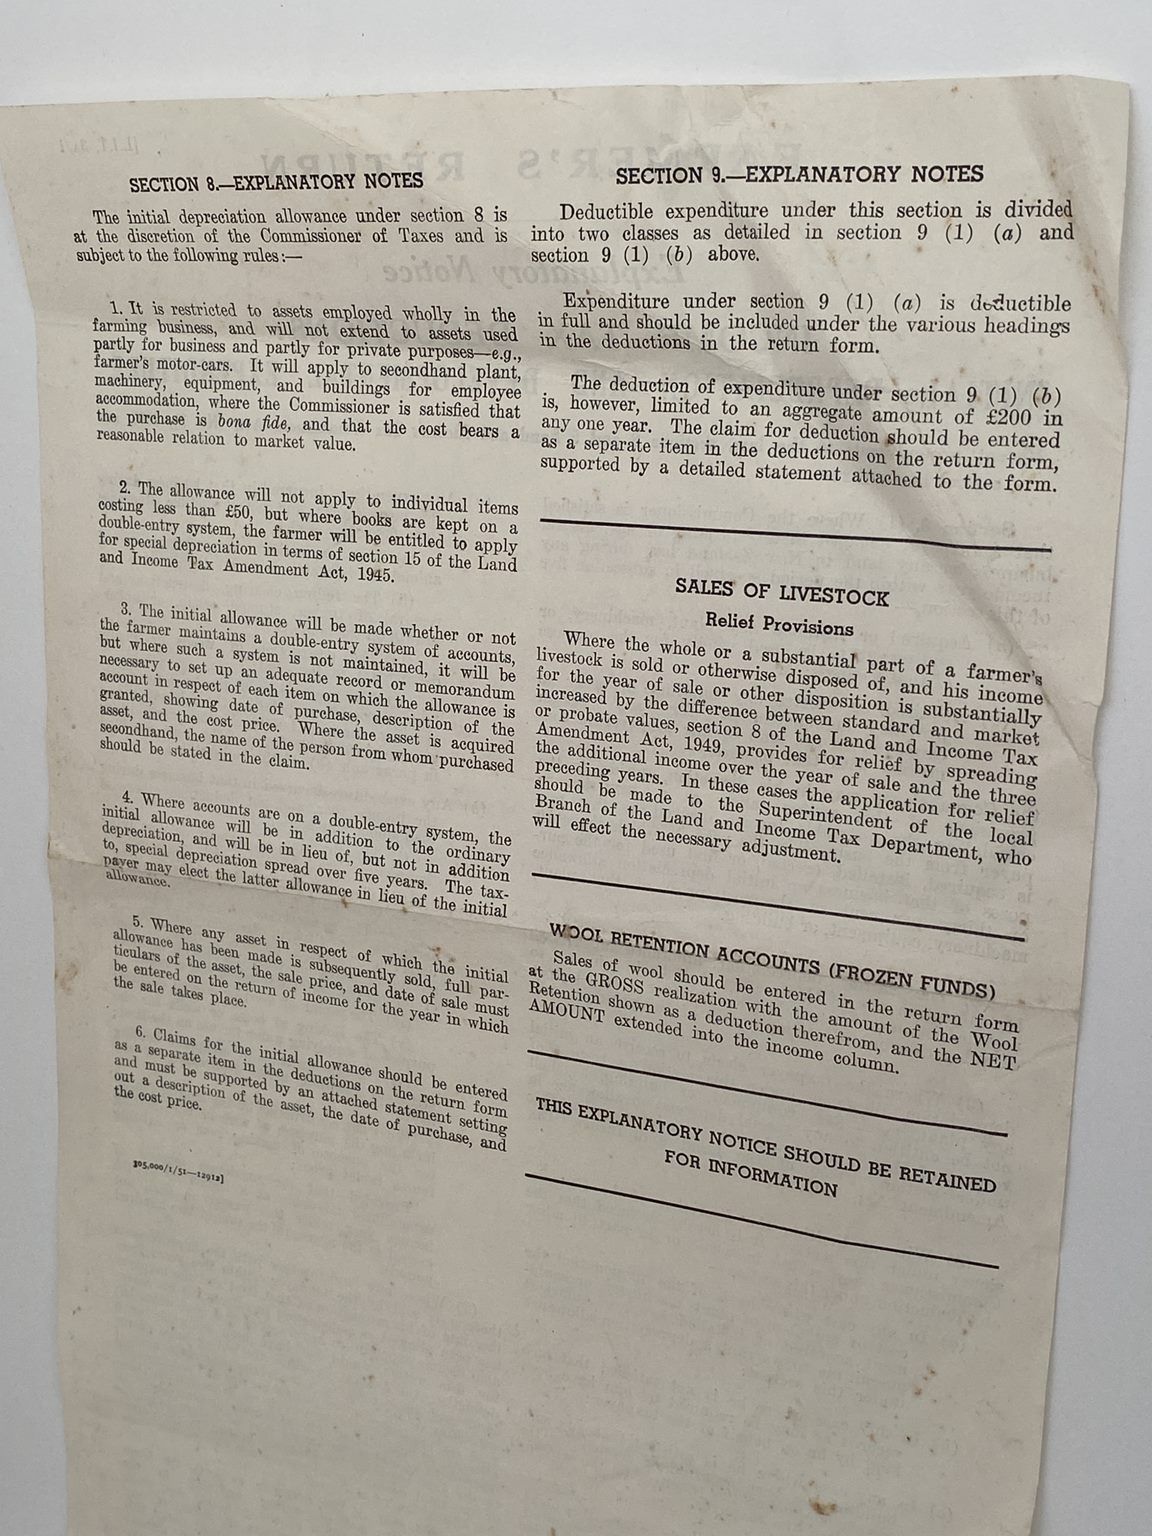 SECTION 8.—EXPLANATORY NOTES
The initial depreciation allowance under section 8 is
at the discretion of the Commissioner of Taxes and is
subject to the following rules:—
1. It is restricted to assets employed wholly in the
farming business, and will not extend to assets used
partly for business and partly for private purposes—e.g.,
farmer's motor-cars. It will apply to secondhand plant,
machinery, equipment, and buildings for employee
accommodation, where the Commissioner is satisfied that
the purchase is bona fide, and that the cost bears a
reasonable relation to market value.
2. The allowance will not apply to individual items
costing less than £50, but where books are kept on a
double-entry system, the farmer will be entitled to apply
for special depreciation in terms of section 15 of the Land
and Income Tax Amendment Act, 1945.
3. The initial allowance will be made whether or not
the farmer maintains a double-entry system of accounts,
but where such a system is not maintained, it will be
necessary to set up an adequate record or memorandum
account in respect of each item on which the allowance is
granted, showing date of purchase, description of the
asset, and the cost price. Where the asset is acquired
secondhand, the name of the person from whom purchased
should be stated in the claim.
4. Where accounts are on a double-entry system, the
initial allowance will be in addition to the ordinary
depreciation, and will be in lieu of, but not in addition
to, special depreciation spread over five years. The tax-
payer may elect the latter allowance in lieu of the initial
allowance.
5. Where any asset in respect of which the initial
allowance has been made is subsequently sold, full par-
ticulars of the asset, the sale price, and date of sale must
be entered on the return of income for the year in which
the sale takes place.
6. Claims for the initial allowance should be entered
as a separate item in the deductions on the return form
and must be supported by an attached statement setting
out a description of the asset, the date of purchase, and
the cost price.
305,000/1/51—12912]
SECTION 9.—EXPLANATORY NOTES
Deductible expenditure under this section is divided
into two classes as detailed in section 9 (1) (a) and
section 9 (1) (b) above.
Expenditure under section 9 (1) (a) is deductible
in full and should be included under the various headings
in the deductions in the return form.
The deduction of expenditure under section 9 (1) (b)
is, however, limited to an aggregate amount of £200 in
any one year. The claim for deduction should be entered
as a separate item in the deductions on the return form,
supported by a detailed statement attached to the form.
SALES OF LIVESTOCK
Relief Provisions
Where the whole or a substantial part of a farmer's
livestock is sold or otherwise disposed of, and his income
for the year of sale or other disposition is substantially
increased by the difference between standard and market
or probate values, section 8 of the Land and Income Tax
Amendment Act, 1949, provides for relief by spreading
the additional income over the year of sale and the three
preceding years. In these cases the application for relief
should be made to the Superintendent of the local
Branch of the Land and Income Tax Department, who
will effect the necessary adjustment.
WOOL RETENTION ACCOUNTS (FROZEN FUNDS)
Sales of wool should be entered in the return form
at the GROSS realization with the amount of the Wool
Retention shown as a deduction therefrom, and the NET
AMOUNT extended into the income column.
THIS EXPLANATORY NOTICE SHOULD BE RETAINED
FOR INFORMATION